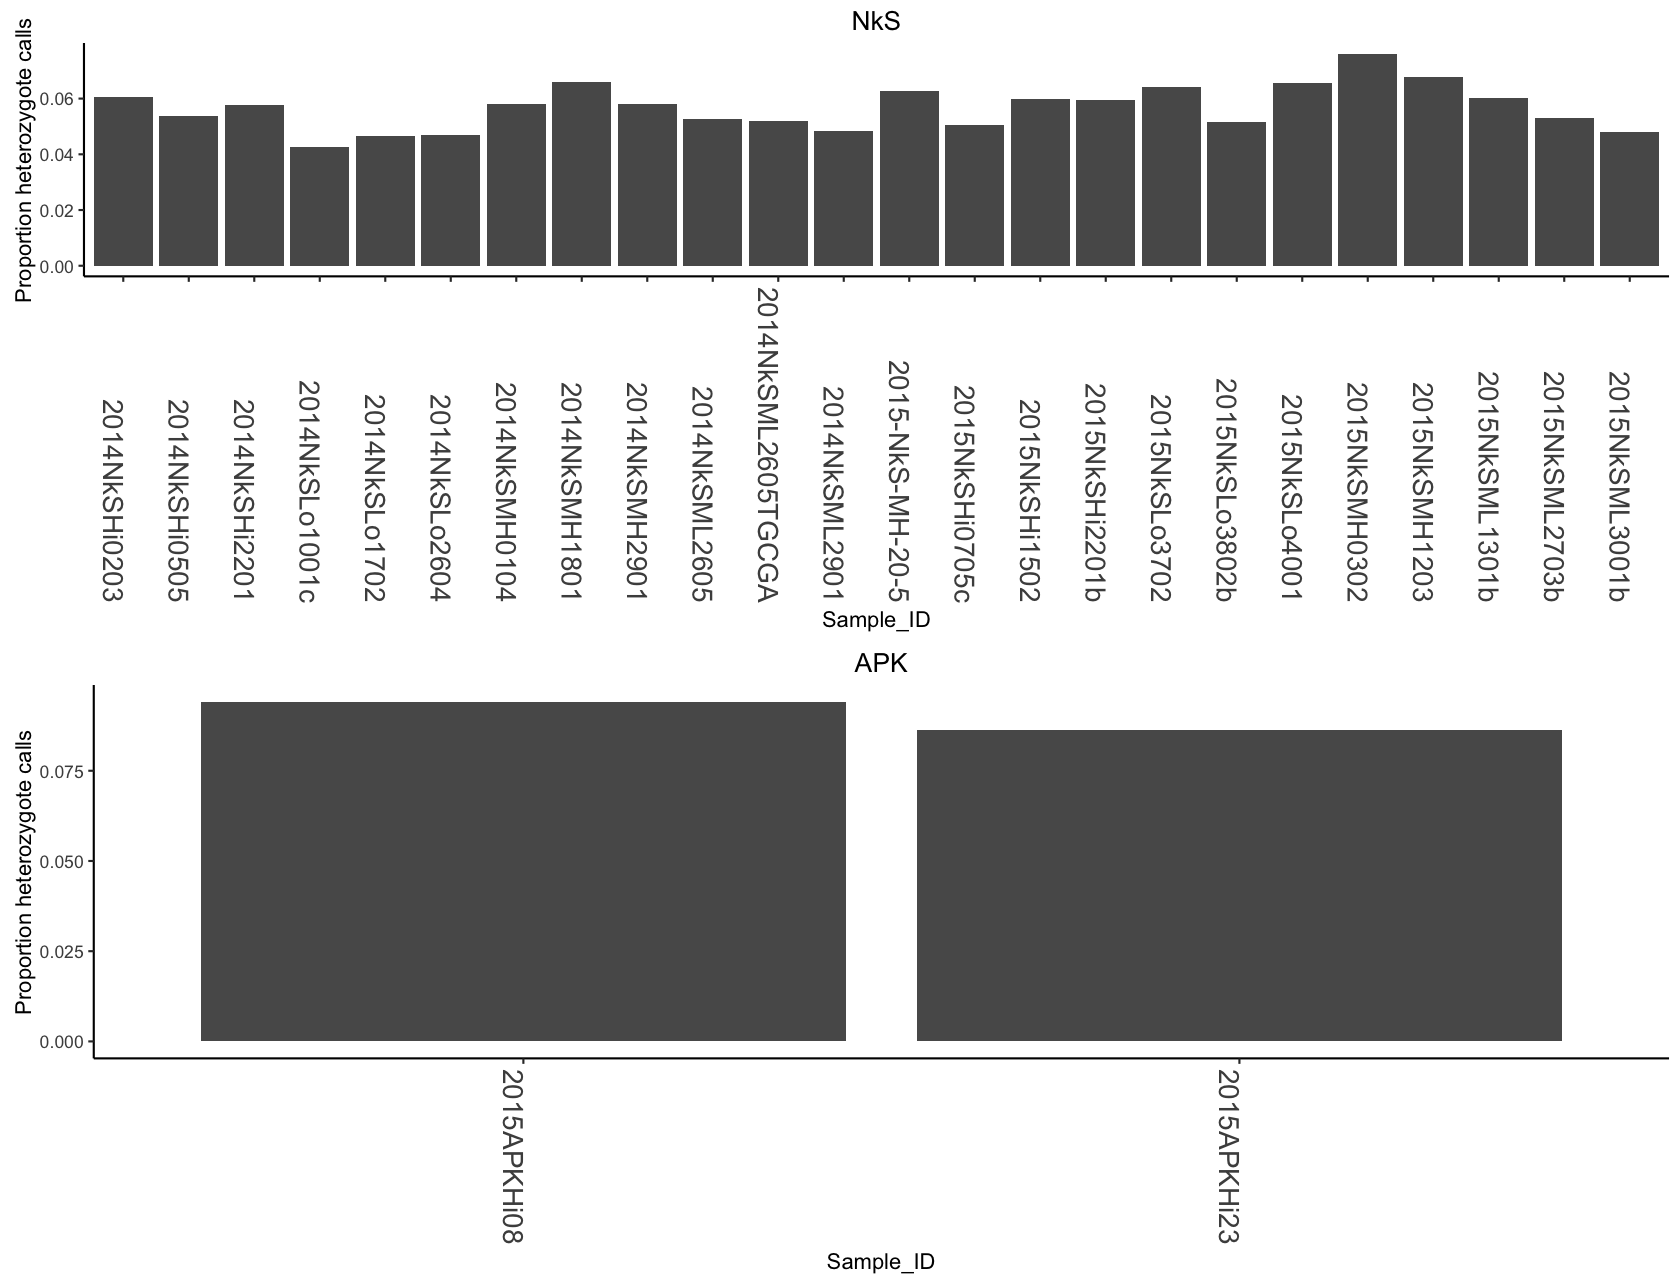 NkS
Proportion heterozygote calls
0.06
0.04
0.02
0.00
2014NkSHi0203
2014NkSHi0505
2014NkSHi2201
2014NkSLo1001c
2014NkSLo1702
2014NkSLo2604
2014NkSMH0104
2014NkSMH1801
2014NkSMH2901
2014NkSML2605
2014NkSML2605TGCGA
2014NkSML2901
2015-NkS-MH-20-5
2015NkSHi0705c
2015NkSHi1502
2015NkSHi2201b
2015NkSLo3702
2015NkSLo3802b
2015NkSLo4001
2015NkSMH0302
2015NkSMH1203
2015NkSML1301b
2015NkSML2703b
2015NkSML3001b
Sample_ID
APK
Proportion heterozygote calls
0.075
0.050
0.025
0.000
2015APKHi08
2015APKHi23
Sample_ID